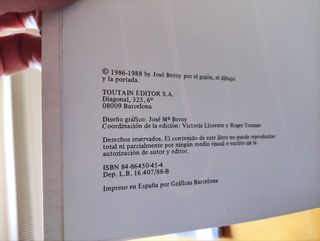 © 1986-1988 by José Beroy por el guión, el dibujo
y la portada.
TOUTAIN EDITOR S.A.
Diagonal, 325, 6º
08009 Barcelona
Diseño gráfico: José Mª Beroy
Coordinación de la edición: Victoria Llorente y Roger Toutain
Derechos reservados. El contenido de este libro no puede reproducirse
total ni parcialmente por ningún medio visual o escrito sin la
autorización de autor y editor.
ISBN 84-86450-45-4
Dep. L.B. 16.407/88-B
Impreso en España por Gráficas Barcelona